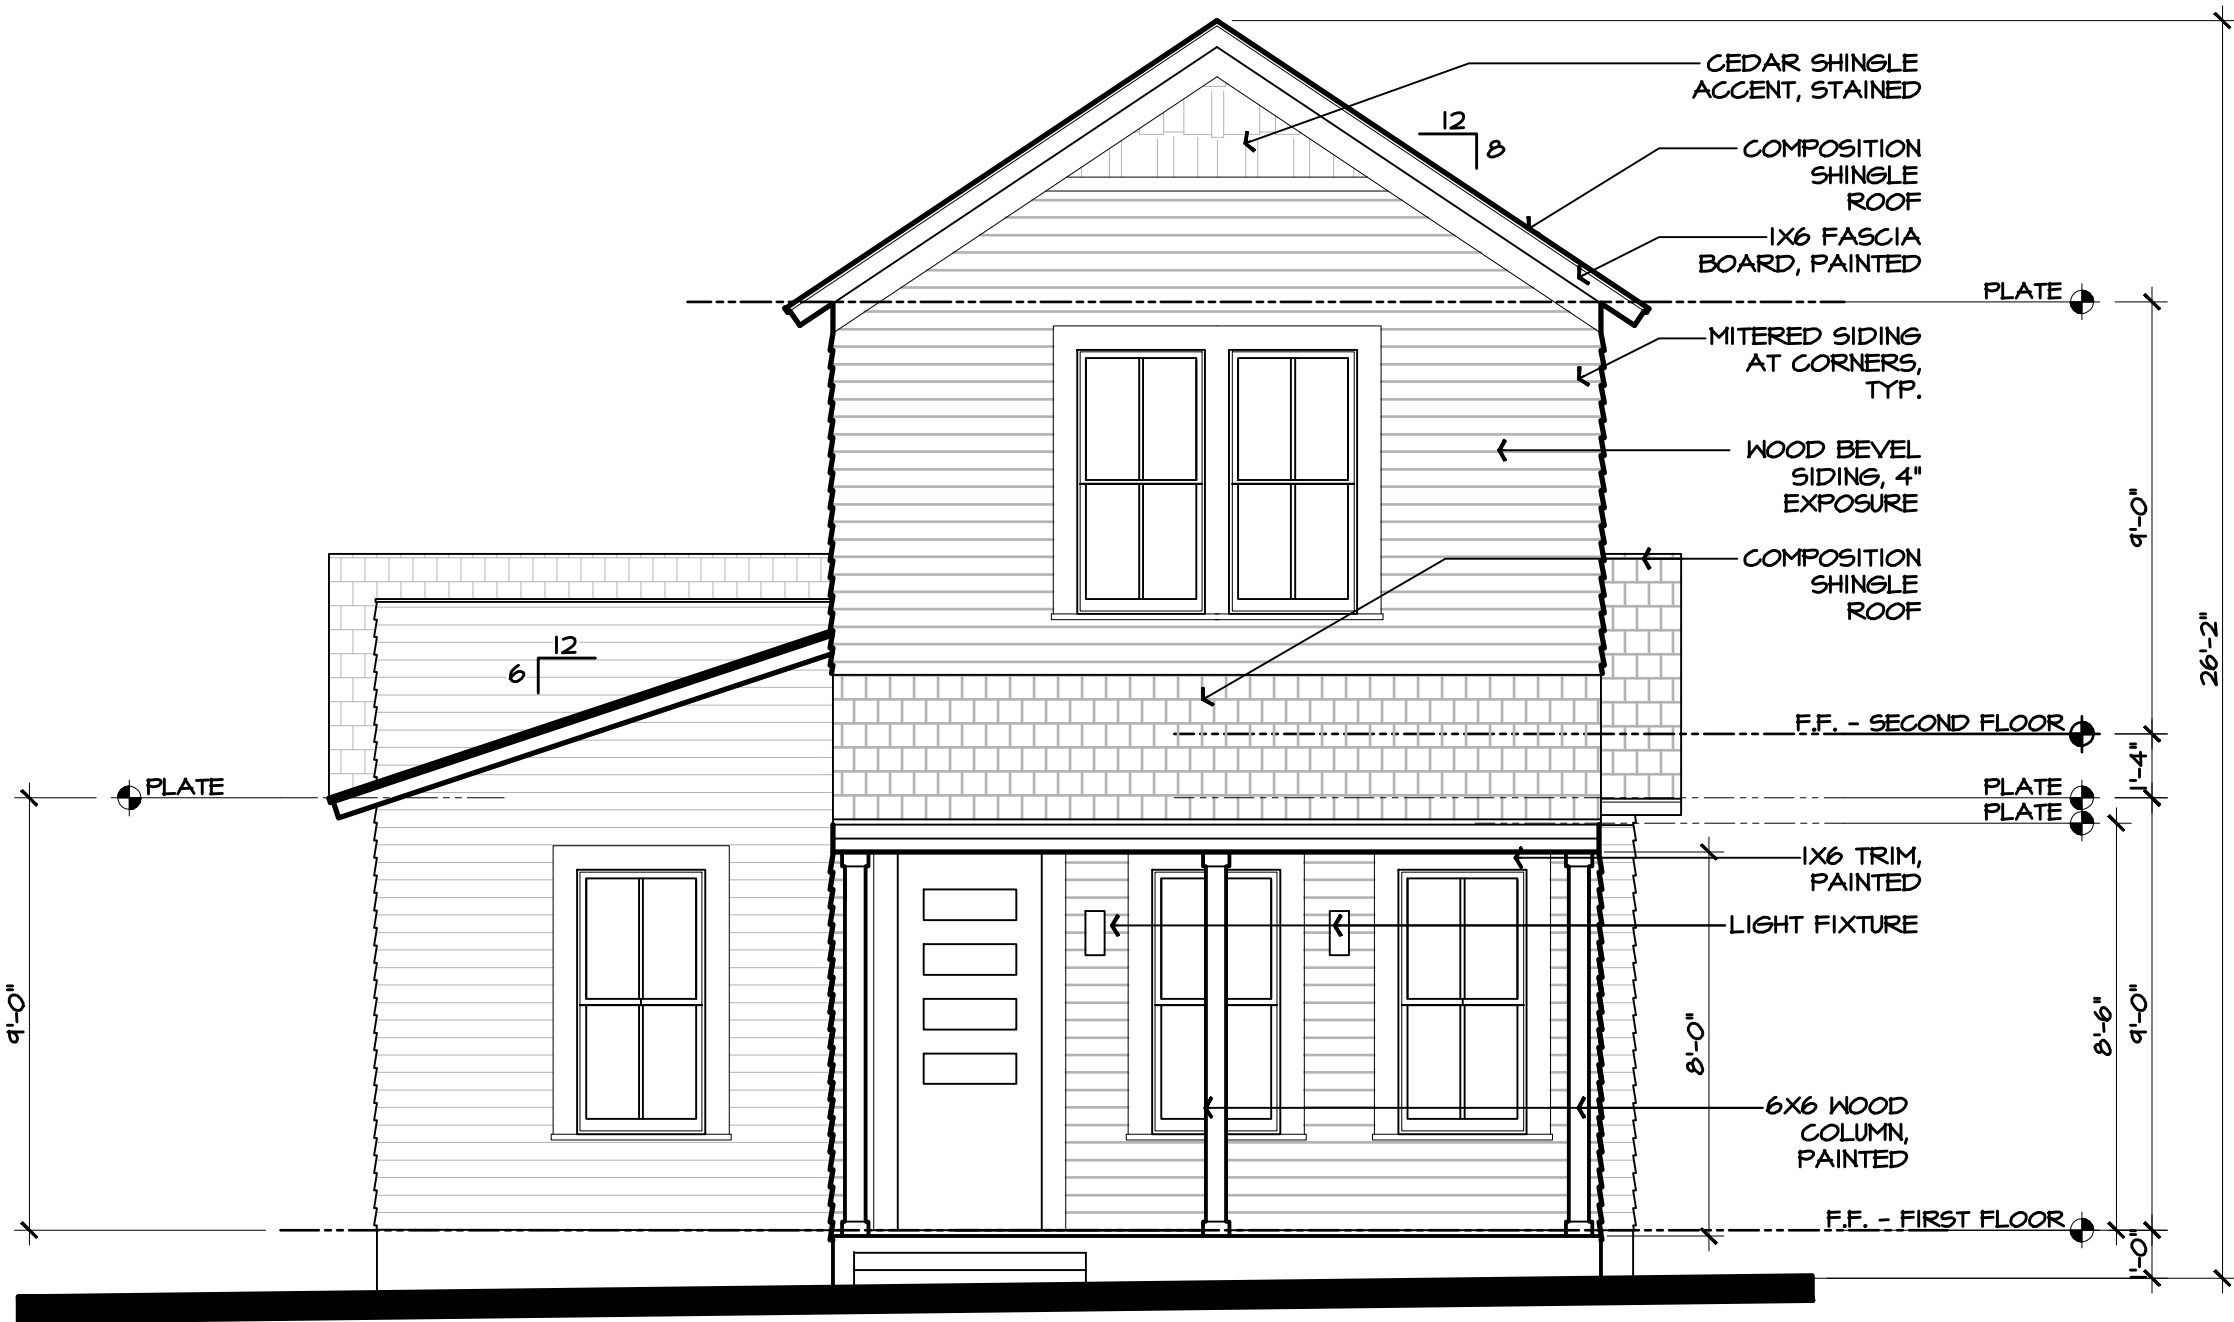 CEDAR SHINGLE
ACCENT, STAINED
12
8
COMPOSITION
SHINGLE
ROOF
1X6 FASCIA
BOARD, PAINTED
PLATE
MITERED SIDING
AT CORNERS,
TYP.
WOOD BEVEL
SIDING, 4"
EXPOSURE
9'-0"
COMPOSITION
SHINGLE
ROOF
26'-2"
12
6
F.F. - SECOND FLOOR
1'-4"
PLATE
PLATE
PLATE
1X6 TRIM,
PAINTED
LIGHT FIXTURE
9'-0"
8'-0"
8'-6"
9'-0"
6X6 WOOD
COLUMN,
PAINTED
F.F. - FIRST FLOOR
1'-0"